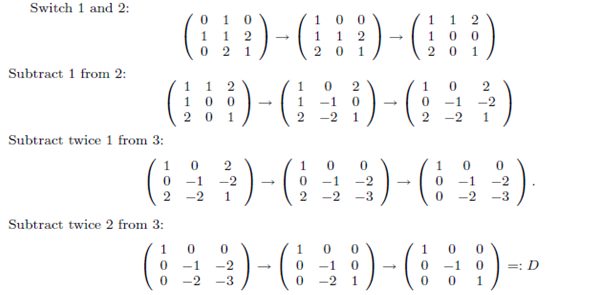 Switch 1 and 2:
( 0 1 0 ; 1 1 2 ; 0 2 1 ) → ( 1 0 0 ; 1 1 2 ; 2 0 1 ) → ( 1 1 2 ; 1 0 0 ; 2 0 1 )
Subtract 1 from 2:
( 1 1 2 ; 1 0 0 ; 2 0 1 ) → ( 1 0 2 ; 1 −1 0 ; 2 −2 1 ) → ( 1 0 2 ; 0 −1 −2 ; 2 −2 1 )
Subtract twice 1 from 3:
( 1 0 2 ; 0 −1 −2 ; 2 −2 1 ) → ( 1 0 0 ; 0 −1 −2 ; 2 −2 −3 ) → ( 1 0 0 ; 0 −1 −2 ; 0 −2 −3 ) .
Subtract twice 2 from 3:
( 1 0 0 ; 0 −1 −2 ; 0 −2 −3 ) → ( 1 0 0 ; 0 −1 0 ; 0 −2 1 ) → ( 1 0 0 ; 0 −1 0 ; 0 0 1 ) =: D